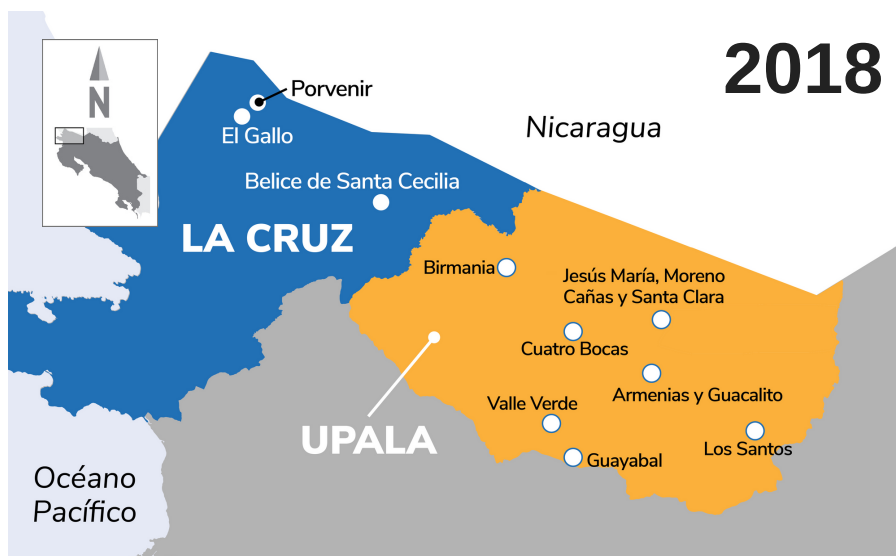 2018
N
Porvenir
El Gallo
Nicaragua
Belice de Santa Cecilia
LA CRUZ
Birmania
Jesús María, Moreno
Cañas y Santa Clara
Cuatro Bocas
Armenias y Guacalito
Valle Verde
UPALA
Los Santos
Guayabal
Océano
Pacífico